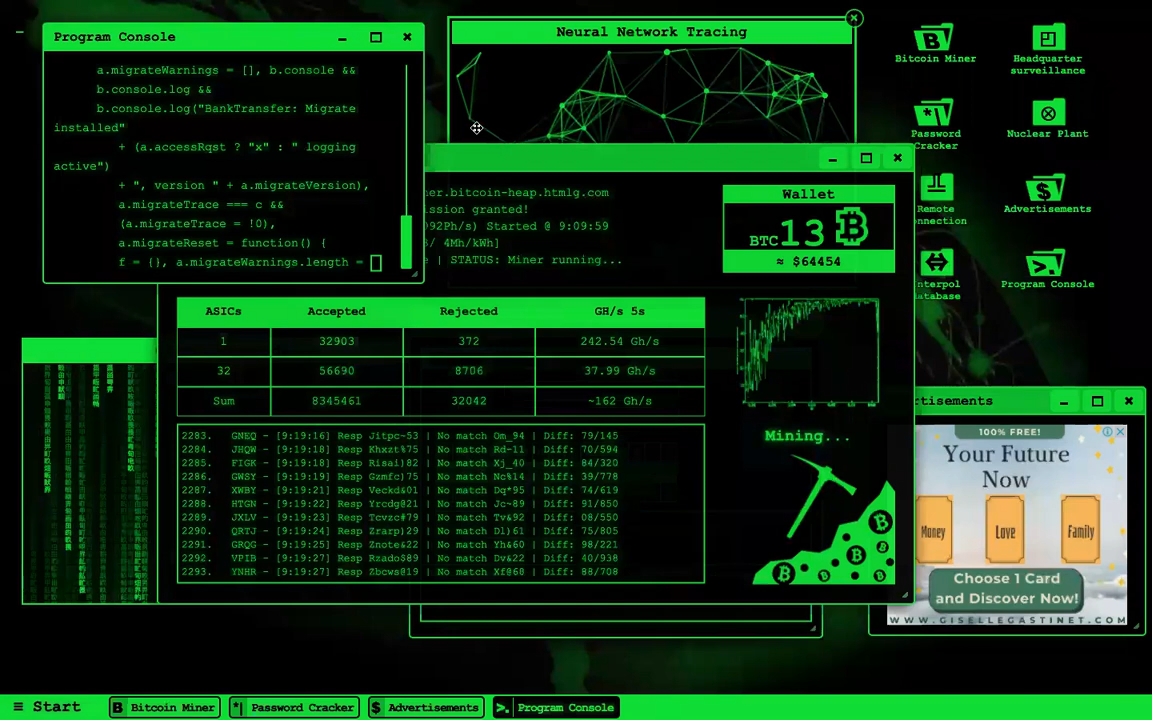 Program Console
a.migrateWarnings = [], b.console &&
b.console.log &&
b.console.log("BankTransfer: Migrate
installed"
+ (a.accessRqst ? "x" : " logging
active")
+ ", version " + a.migrateVersion),
a.migrateTrace === c &&
(a.migrateTrace = !0),
a.migrateReset = function() {
f = {}, a.migrateWarnings.length =
Neural Network Tracing
Bitcoin Miner
Headquarter
surveillance
Password
Cracker
Nuclear Plant
Remote
Advertisements
Program Console
er.bitcoin-heap.htmlg.com
ission granted!
092Ph/s) Started @ 9:09:59
B/ 4Mh/kWh]
e | STATUS: Miner running...
Wallet
BTC 13
≈ $64454
ASICs Accepted Rejected GH/s 5s
1 32903 372 242.54 Gh/s
32 56690 8706 37.99 Gh/s
Sum 8345461 32042 ~162 Gh/s
2283. GNEQ - [9:19:16] Resp Jitpc~53 | No match Om_94 | Diff: 79/145
2284. JHQW - [9:19:18] Resp Khxzt%75 | No match Rd-11 | Diff: 70/594
2285. FIGK - [9:19:18] Resp Risai)82 | No match Xj_40 | Diff: 84/320
2286. GWSY - [9:19:19] Resp Gzmfc)75 | No match Nc%14 | Diff: 39/778
2287. XWBY - [9:19:21] Resp Veckd&01 | No match Dq*95 | Diff: 74/619
2288. HTGN - [9:19:22] Resp Yrcdg@21 | No match Jc~89 | Diff: 91/850
2289. JXLV - [9:19:23] Resp Tcvzc#79 | No match Tv$92 | Diff: 08/550
2290. QRTJ - [9:19:24] Resp Zrarp)29 | No match Dl)61 | Diff: 75/805
2291. GRQG - [9:19:25] Resp Znote&22 | No match Yh&60 | Diff: 98/221
2292. VPIB - [9:19:27] Resp Rzado$89 | No match Dv&22 | Diff: 40/938
2293. YNHR - [9:19:27] Resp Zbcws@19 | No match Xf@60 | Diff: 88/708
Mining...
rtisements
100% FREE!
Your Future
Now
Money Love Family
Choose 1 Card
and Discover Now!
WWW.GISELLECASTINET.COM
Start Bitcoin Miner Password Cracker Advertisements Program Console